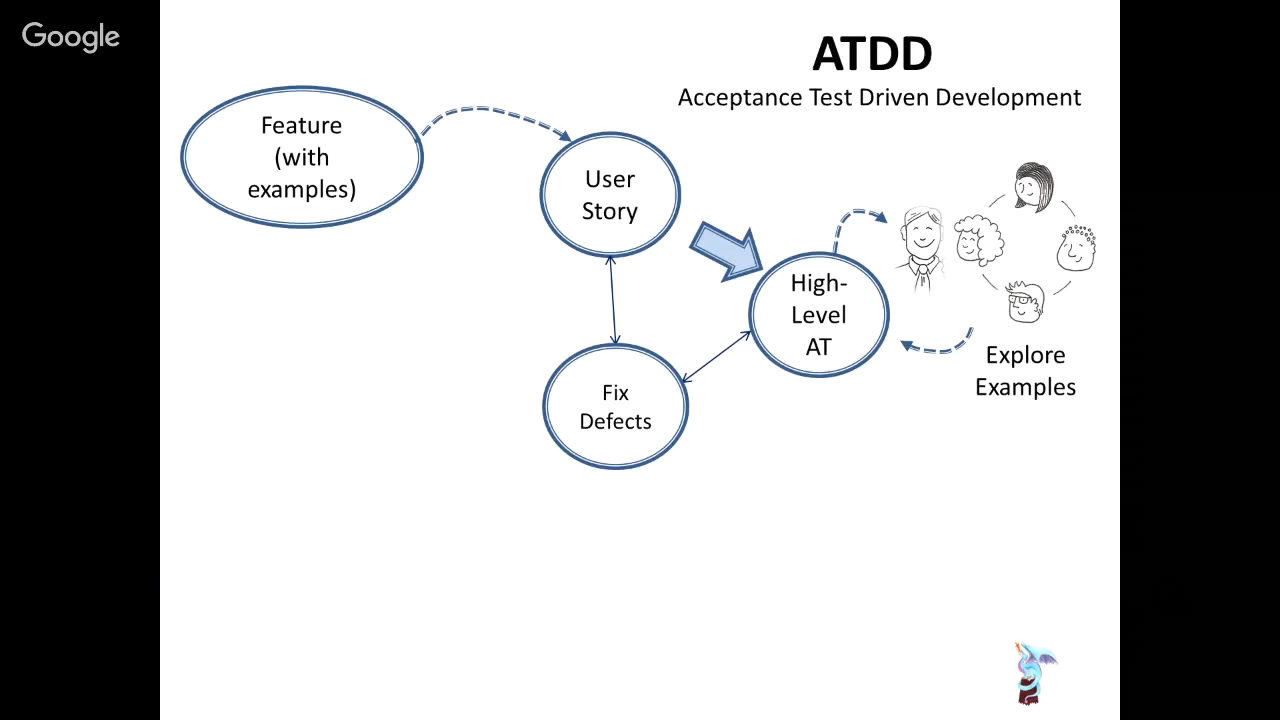 Google
ATDD
Acceptance Test Driven Development
Feature
(with
examples)
User
Story
High-
Level
AT
Explore
Examples
Fix
Defects